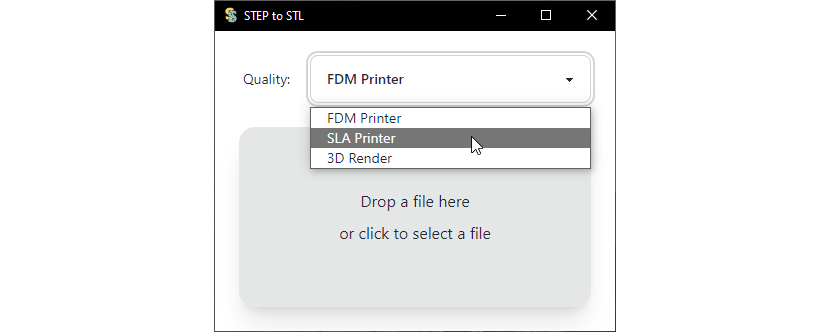 STEP to STL
Quality:
FDM Printer
FDM Printer
SLA Printer
3D Render
Drop a file here
or click to select a file